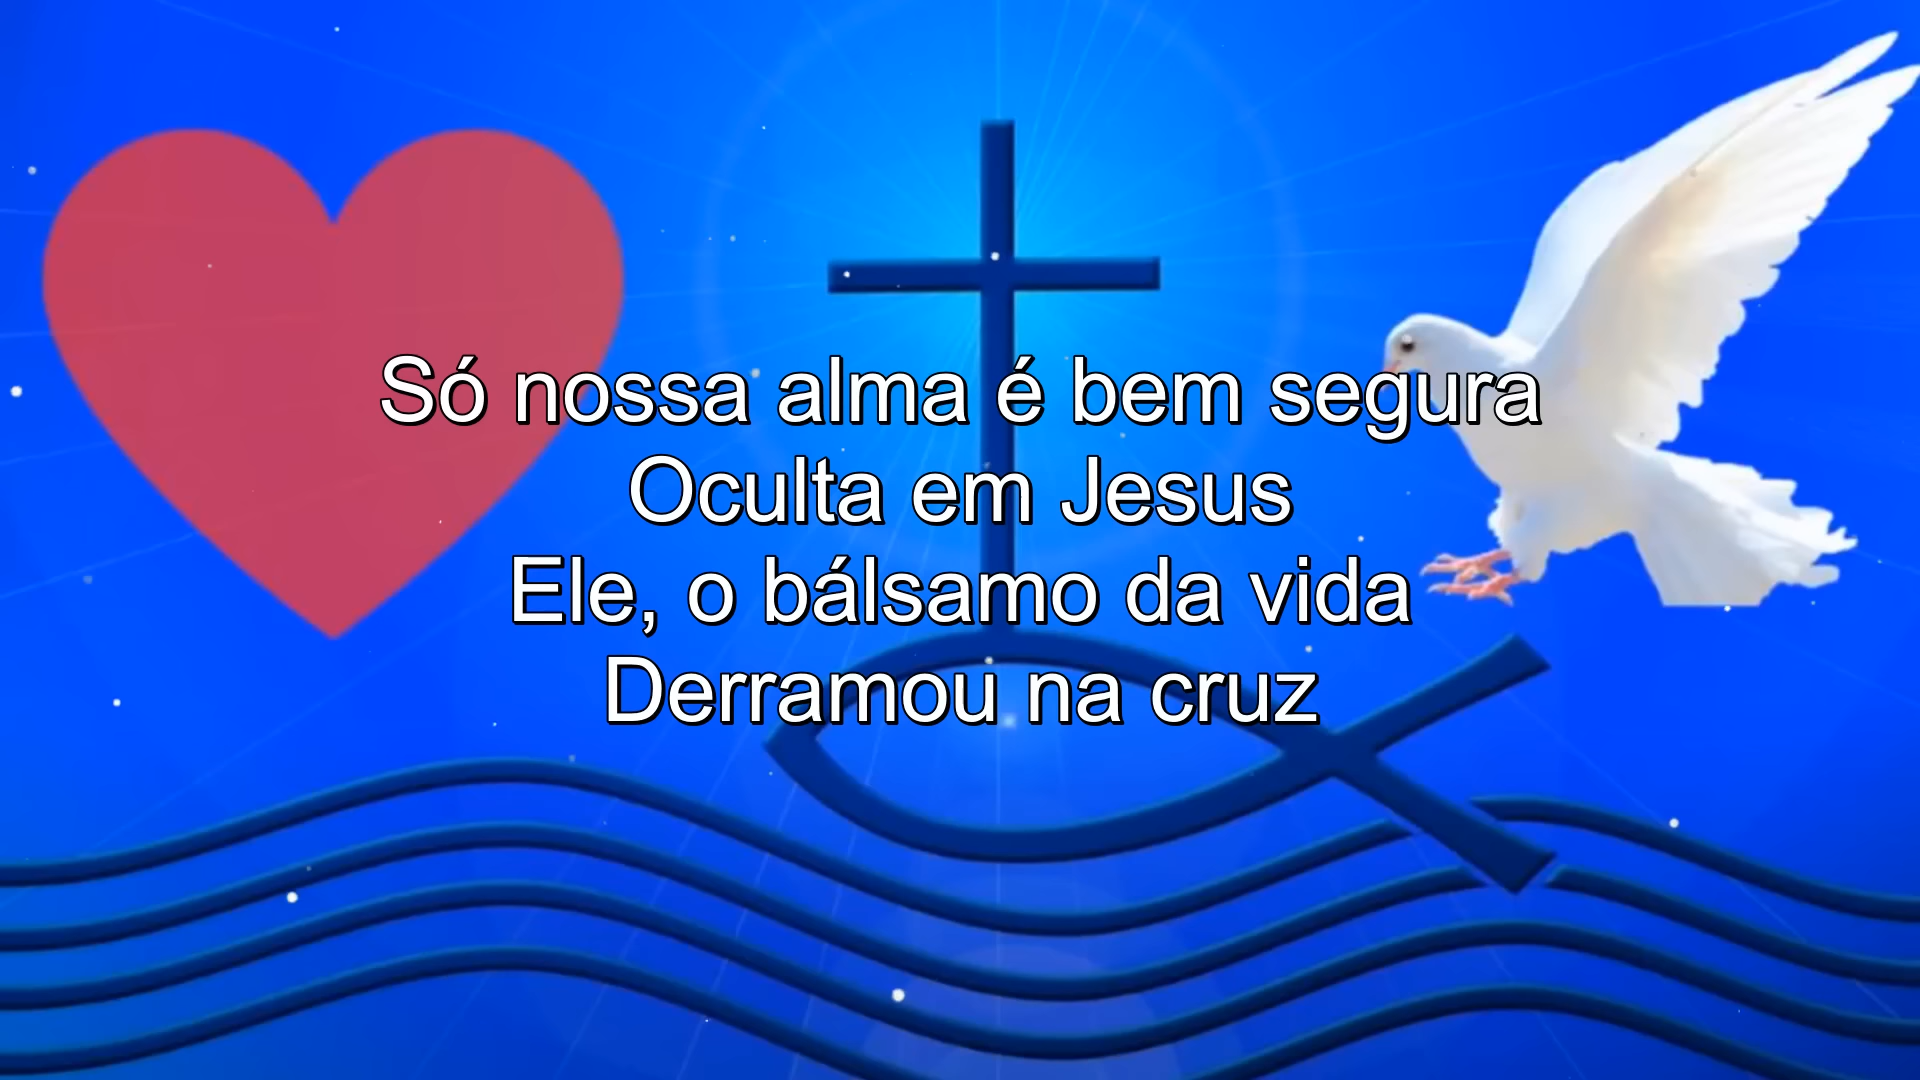 Só nossa alma é bem segura
Oculta em Jesus
Ele, o bálsamo da vida
Derramou na cruz